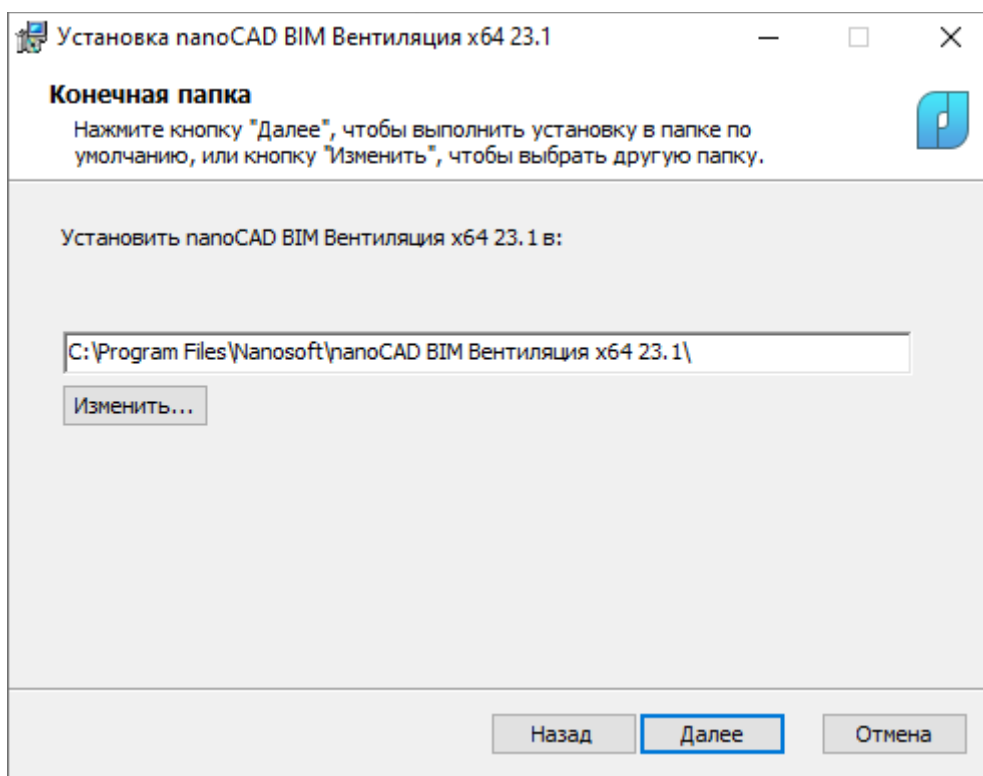 Установка nanoCAD BIM Вентиляция x64 23.1
Конечная папка
Нажмите кнопку "Далее", чтобы выполнить установку в папке по
умолчанию, или кнопку "Изменить", чтобы выбрать другую папку.
Установить nanoCAD BIM Вентиляция x64 23.1 в:
C:\Program Files\Nanosoft\nanoCAD BIM Вентиляция x64 23.1\
Изменить...
Назад Далее Отмена